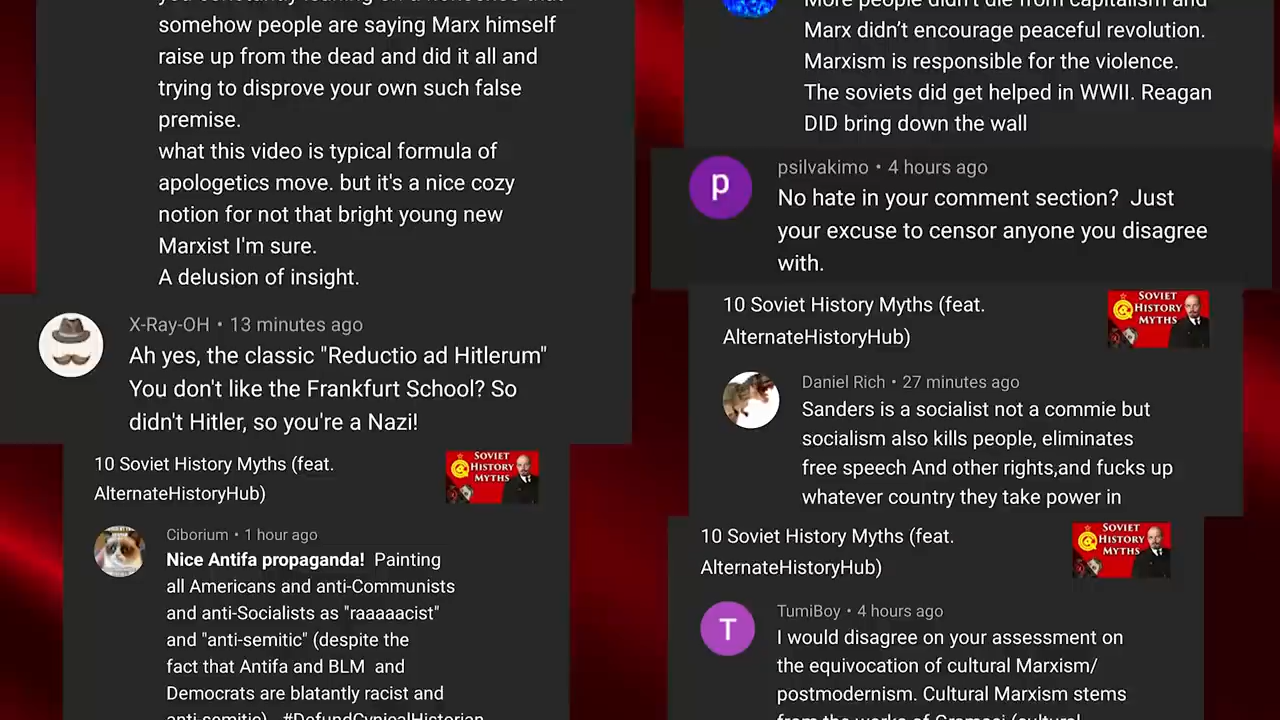 somehow people are saying Marx himself
raise up from the dead and did it all and
trying to disprove your own such false
premise.
what this video is typical formula of
apologetics move. but it's a nice cozy
notion for not that bright young new
Marxist I'm sure.
A delusion of insight.
X-Ray-OH • 13 minutes ago
Ah yes, the classic "Reductio ad Hitlerum"
You don't like the Frankfurt School? So
didn't Hitler, so you're a Nazi!
10 Soviet History Myths (feat.
AlternateHistoryHub)
SOVIET
HISTORY
MYTHS
Ciborium • 1 hour ago
Nice Antifa propaganda! Painting
all Americans and anti-Communists
and anti-Socialists as "raaaaacist"
and "anti-semitic" (despite the
fact that Antifa and BLM and
Democrats are blatantly racist and
anti-semitic) #DefundCynicalHistorian
More people didn't die from capitalism and
Marx didn't encourage peaceful revolution.
Marxism is responsible for the violence.
The soviets did get helped in WWII. Reagan
DID bring down the wall
p
psilvakimo • 4 hours ago
No hate in your comment section? Just
your excuse to censor anyone you disagree
with.
10 Soviet History Myths (feat.
AlternateHistoryHub)
SOVIET
HISTORY
MYTHS
Daniel Rich • 27 minutes ago
Sanders is a socialist not a commie but
socialism also kills people, eliminates
free speech And other rights,and fucks up
whatever country they take power in
10 Soviet History Myths (feat.
AlternateHistoryHub)
SOVIET
HISTORY
MYTHS
T
TumiBoy • 4 hours ago
I would disagree on your assessment on
the equivocation of cultural Marxism/
postmodernism. Cultural Marxism stems
from the works of Gramsci (cultural